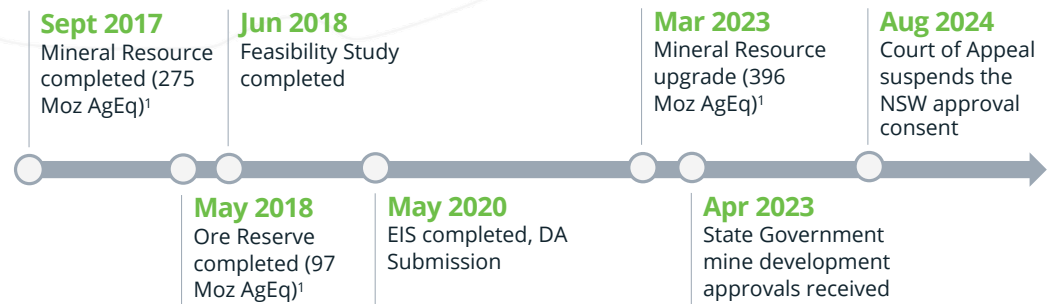 Sept 2017
Mineral Resource
completed (275
Moz AgEq)¹
Jun 2018
Feasibility Study
completed
Mar 2023
Mineral Resource
upgrade (396
Moz AgEq)¹
Aug 2024
Court of Appeal
suspends the
NSW approval
consent
May 2018
Ore Reserve
completed (97
Moz AgEq)¹
May 2020
EIS completed, DA
Submission
Apr 2023
State Government
mine development
approvals received